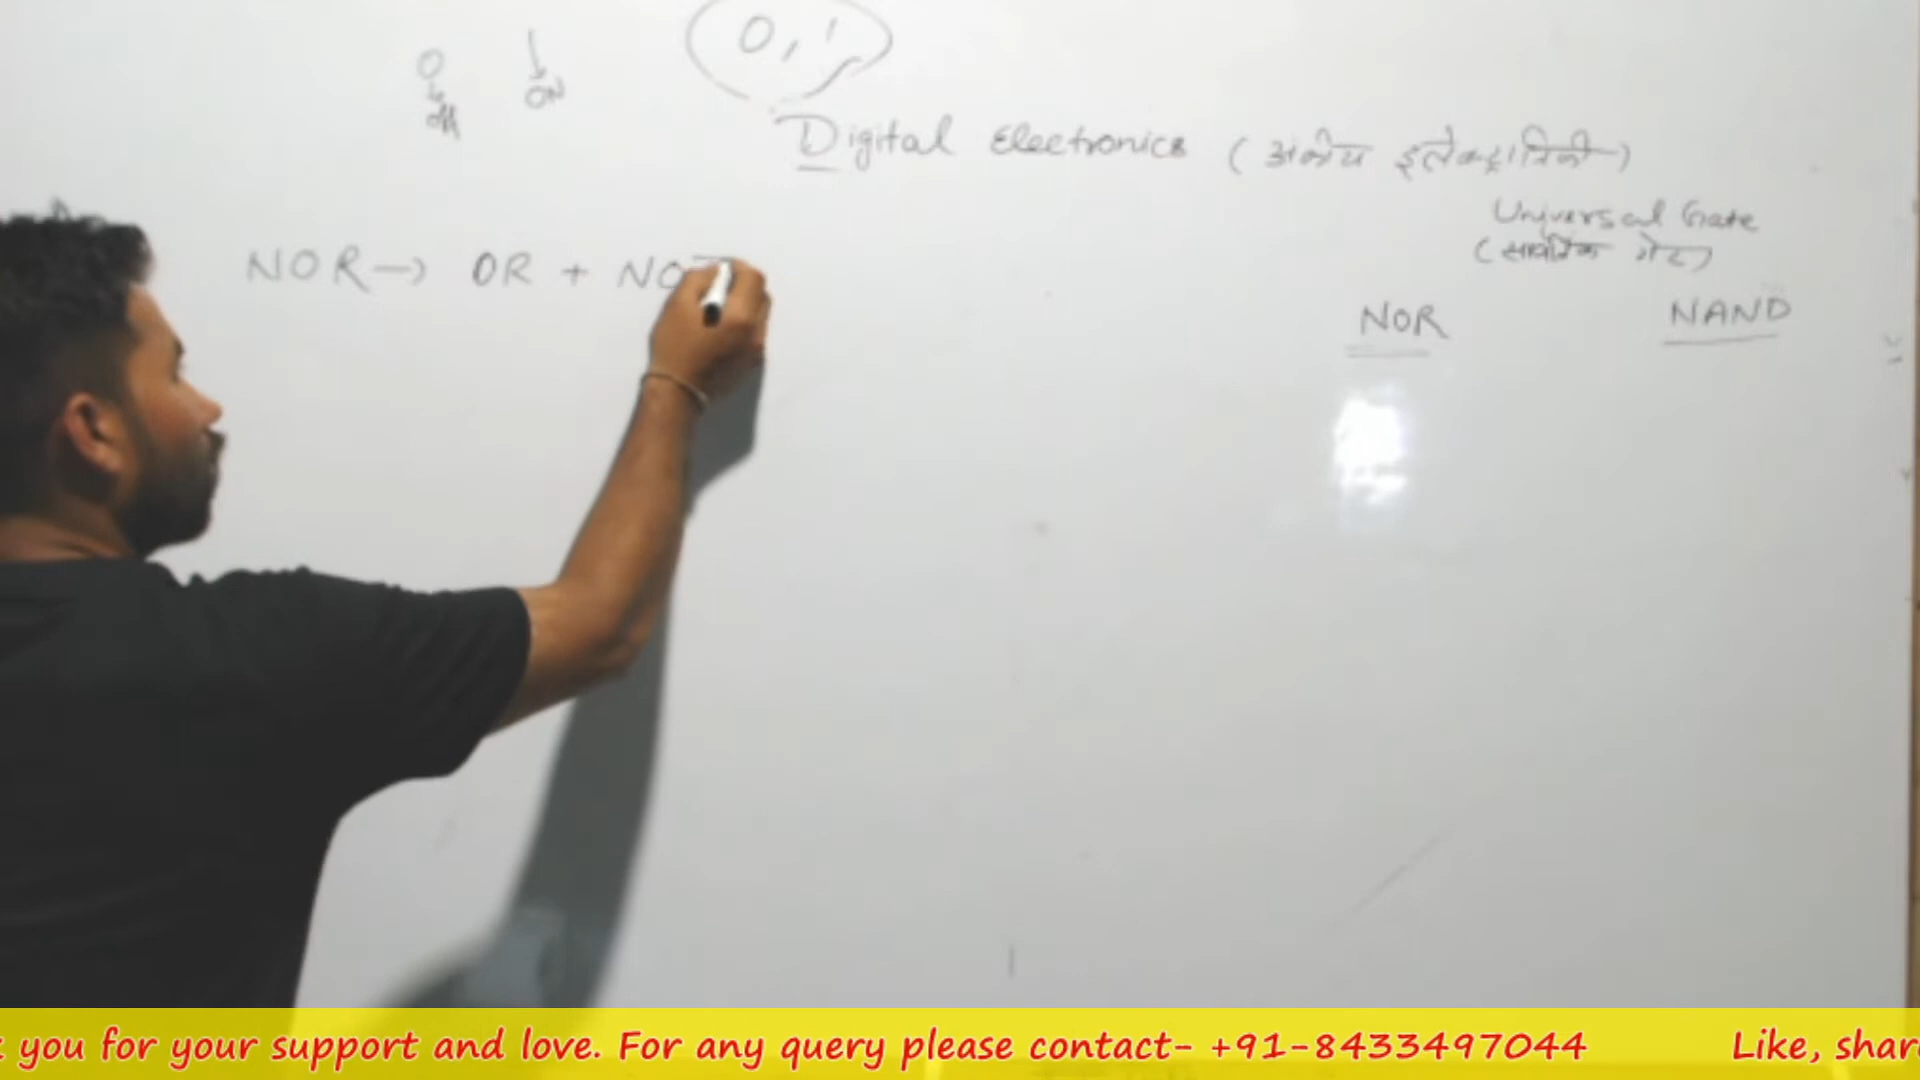 0, 1
0 1
off ON
Digital Electronics (अंकीय इलेक्ट्रॉनिकी)
Universal Gate
(सार्वत्रिक गेट)
NOR → OR + NOT
NOR NAND
you for your support and love. For any query please contact- +91-8433497044 Like, shar